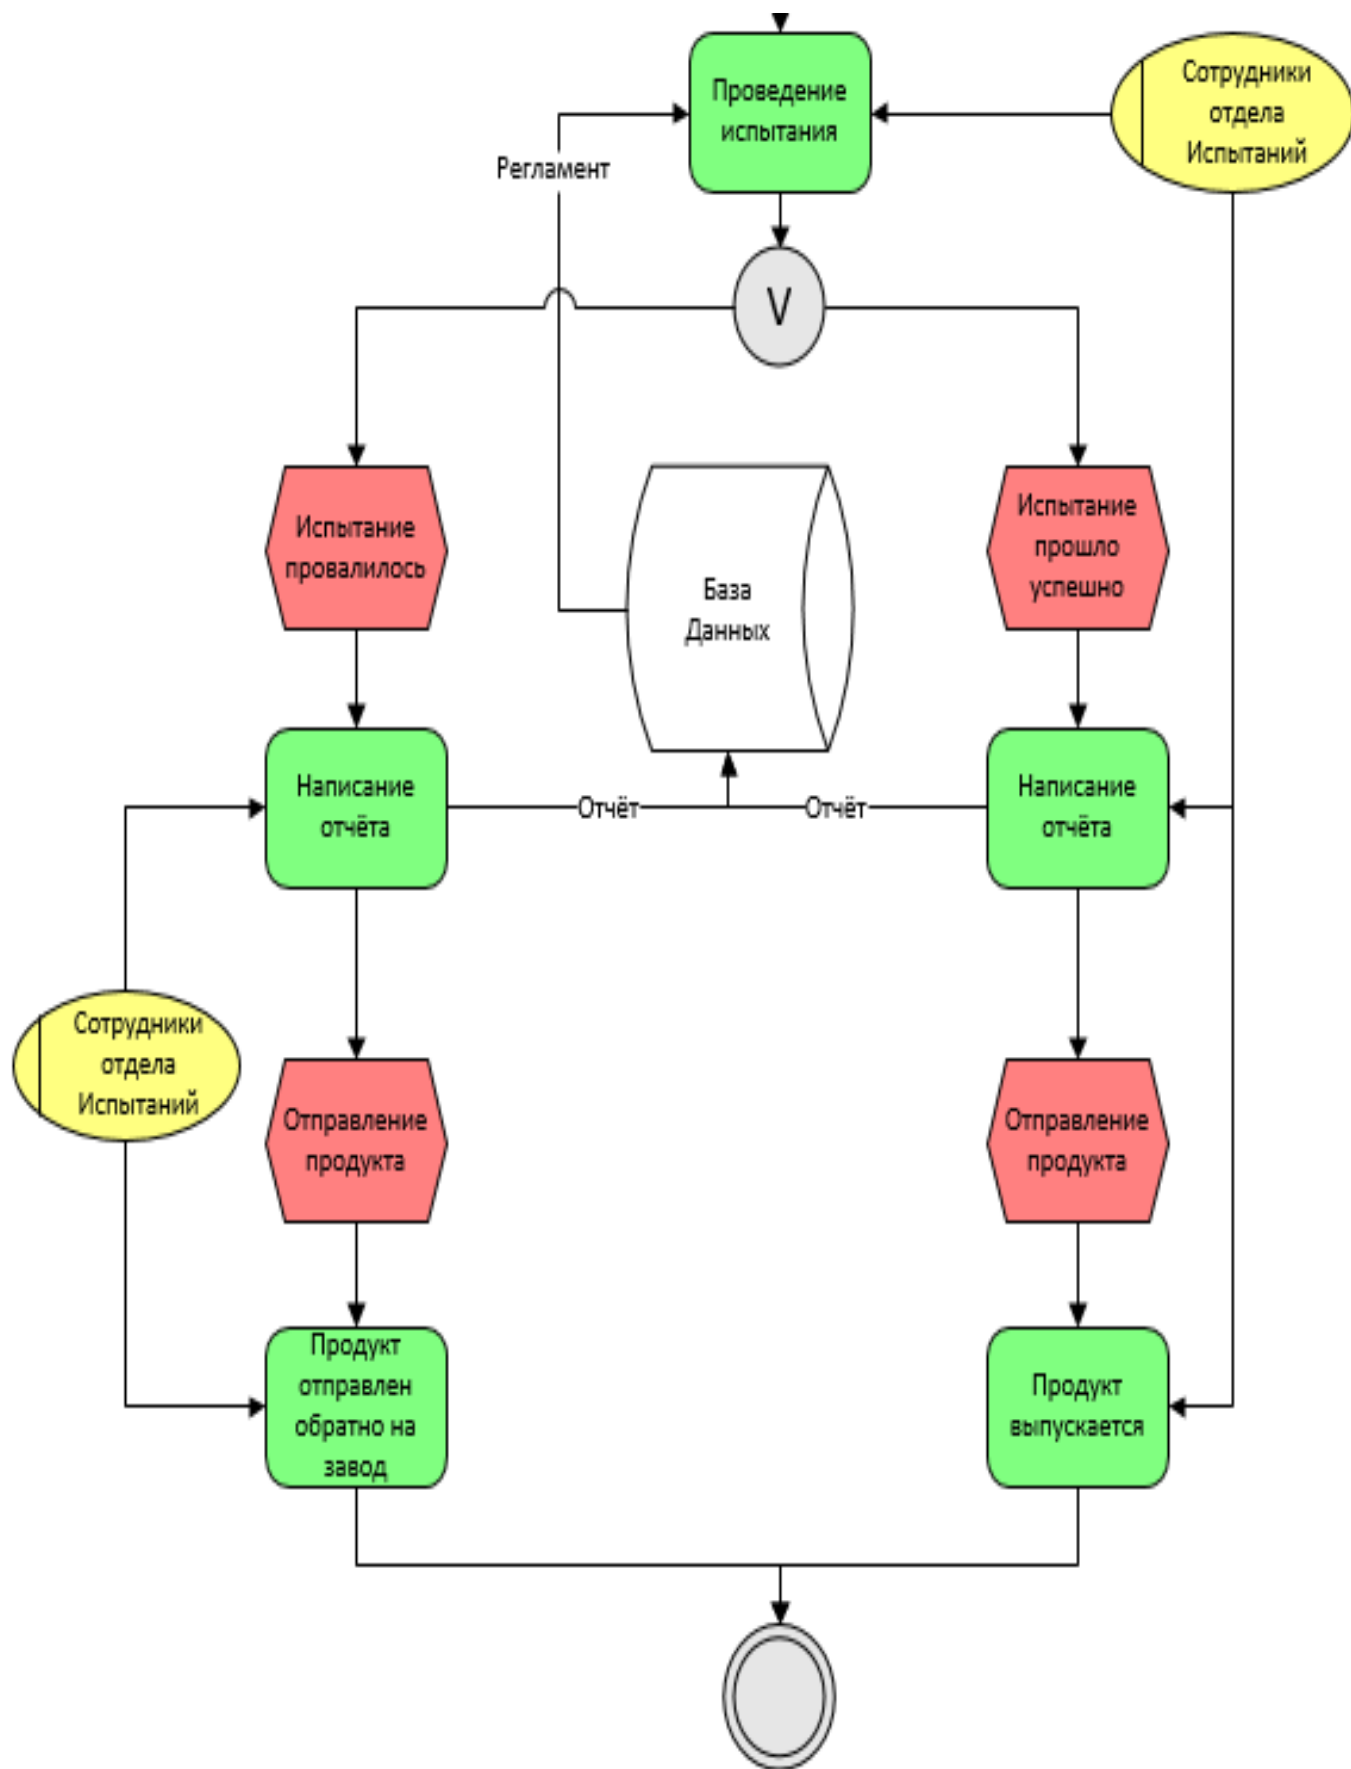 Проведение
испытания
Сотрудники
отдела
Испытаний
Регламент
V
Испытание
провалилось
База
Данных
Испытание
прошло
успешно
Написание
отчёта
Отчёт
Отчёт
Написание
отчёта
Сотрудники
отдела
Испытаний
Отправление
продукта
Отправление
продукта
Продукт
отправлен
обратно на
завод
Продукт
выпускается